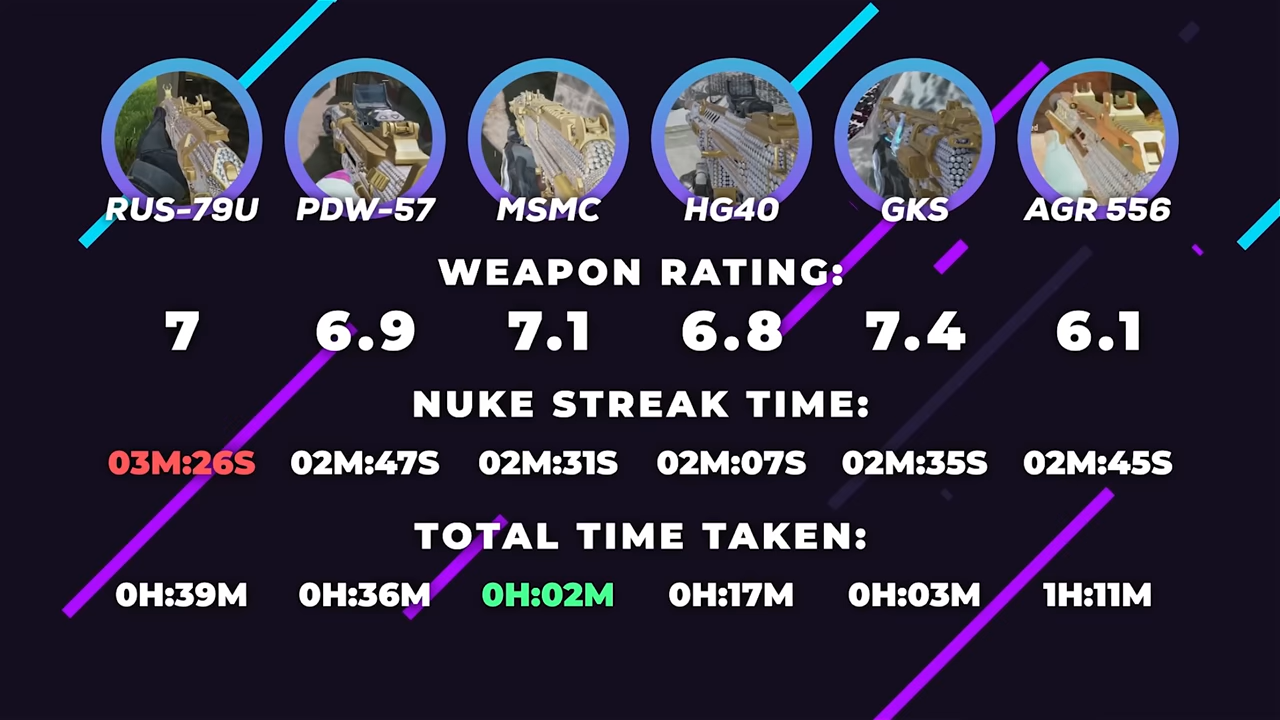 RUS-79U PDW-57 MSMC HG40 GKS AGR 556
WEAPON RATING:
7 6.9 7.1 6.8 7.4 6.1
NUKE STREAK TIME:
03M:26S 02M:47S 02M:31S 02M:07S 02M:35S 02M:45S
TOTAL TIME TAKEN:
0H:39M 0H:36M 0H:02M 0H:17M 0H:03M 1H:11M